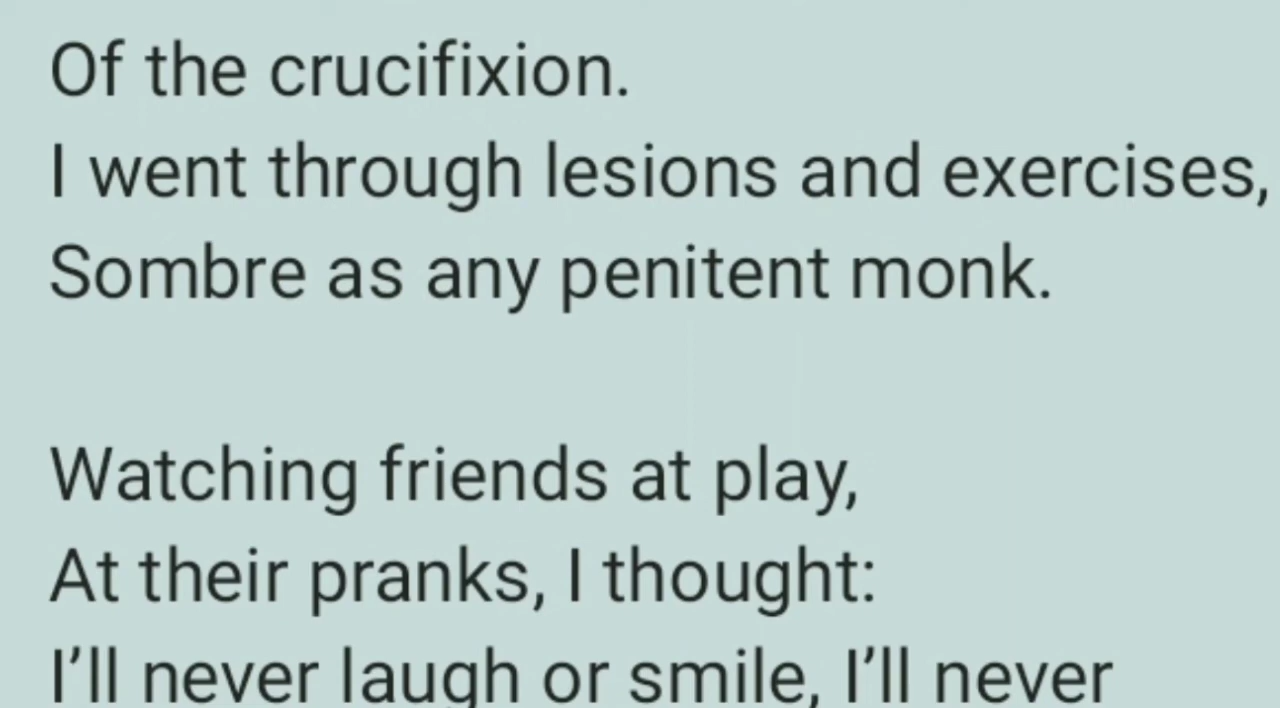 Of the crucifixion.
I went through lesions and exercises,
Sombre as any penitent monk.
Watching friends at play,
At their pranks, I thought:
I’ll never laugh or smile, I’ll never